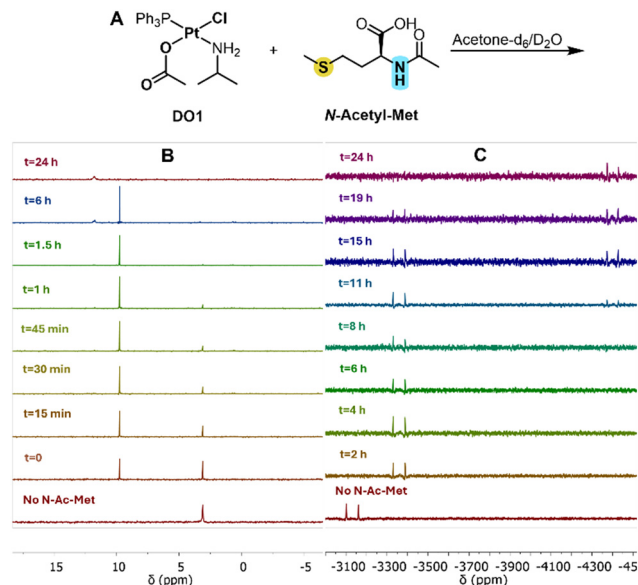 A
Ph₃P
Cl
Pt
O
NH₂
O
DO1
+
OH
O
O
S
N
H
N-Acetyl-Met
Acetone-d₆/D₂O
B
t=24 h
t=6 h
t=1.5 h
t=1 h
t=45 min
t=30 min
t=15 min
t=0
No N-Ac-Met
15 10 5 0 -5
δ (ppm)
C
t=24 h
t=19 h
t=15 h
t=11 h
t=8 h
t=6 h
t=4 h
t=2 h
No N-Ac-Met
-3100 -3300 -3500 -3700 -3900 -4100 -4300
δ (ppm)